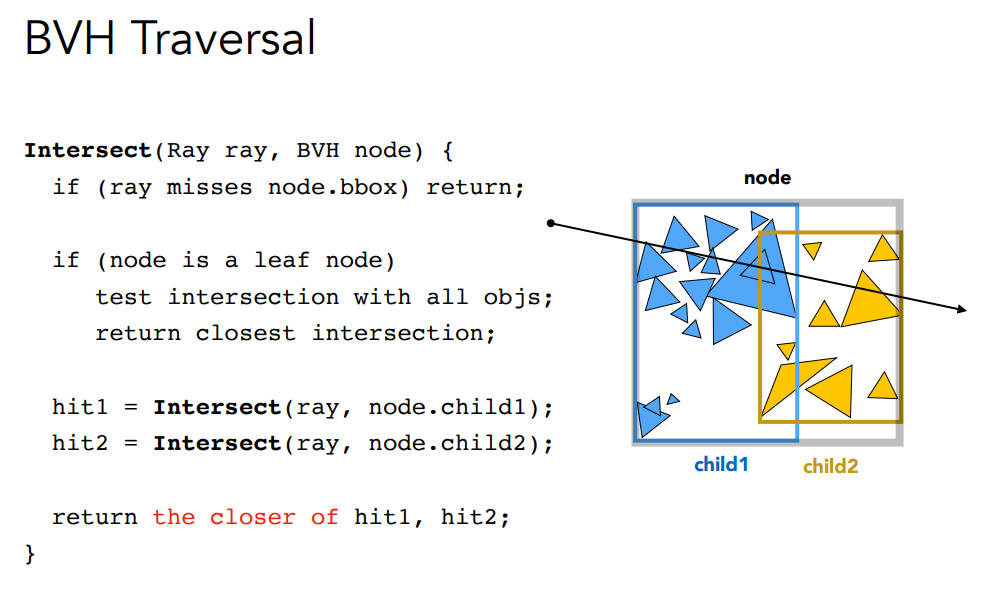 BVH Traversal
Intersect(Ray ray, BVH node) {
if (ray misses node.bbox) return;
if (node is a leaf node)
test intersection with all objs;
return closest intersection;
hit1 = Intersect(ray, node.child1);
hit2 = Intersect(ray, node.child2);
return the closer of hit1, hit2;
}
node
child1
child2